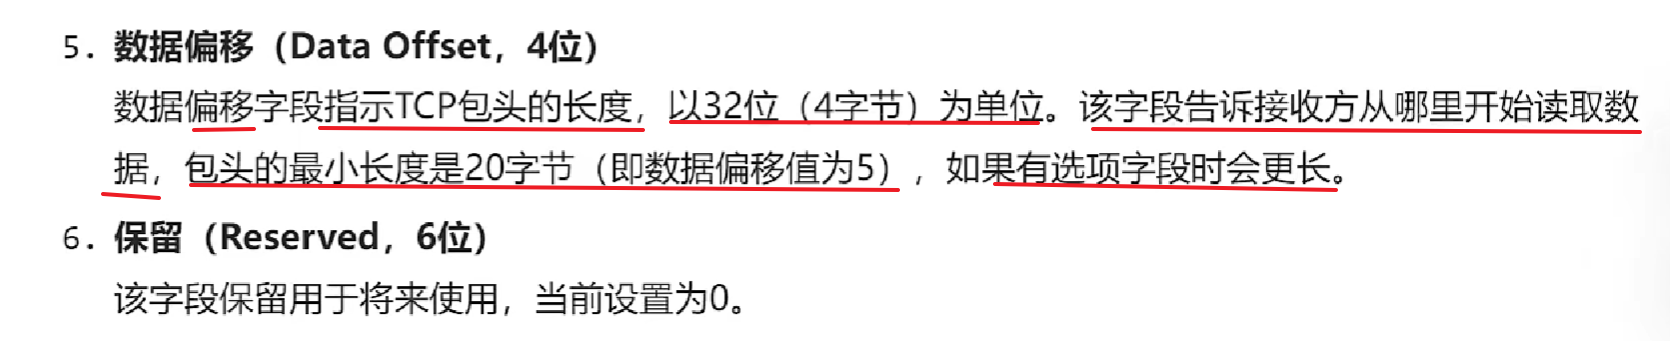 5. 数据偏移（Data Offset，4位）
数据偏移字段指示TCP包头的长度，以32位（4字节）为单位。该字段告诉接收方从哪里开始读取数
据，包头的最小长度是20字节（即数据偏移值为5），如果有选项字段时会更长。
6. 保留（Reserved，6位）
该字段保留用于将来使用，当前设置为0。